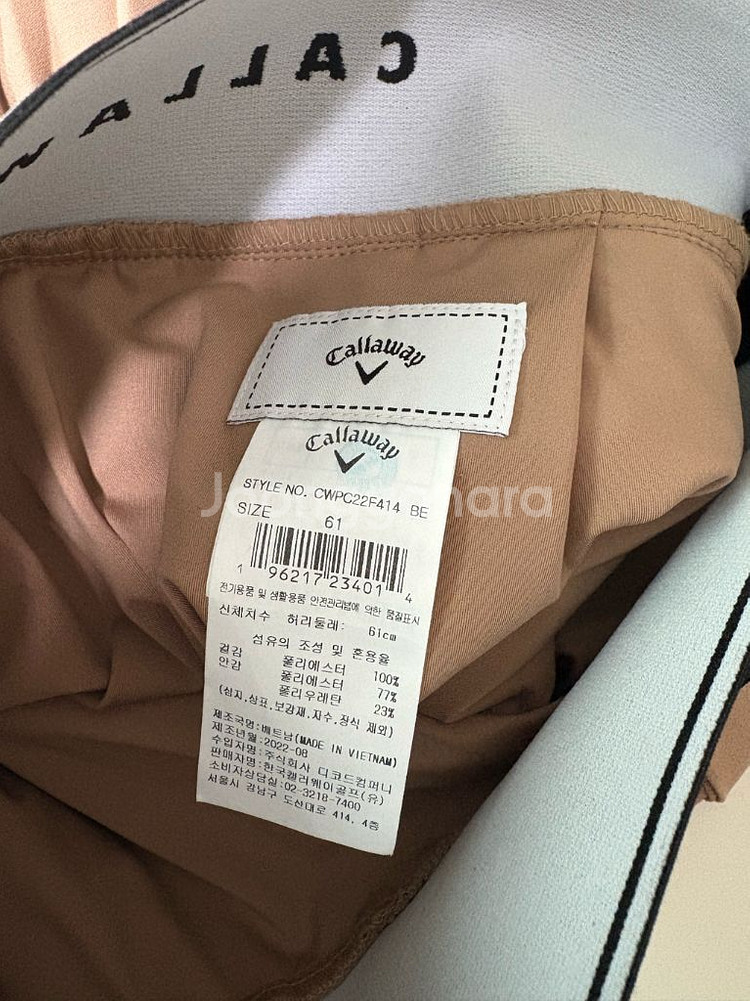 CALLAW
Callaway
Callaway
STYLE NO. CWPC22F414 BE
SIZE 61
1 96217 23401 4
전기용품 및 생활용품 안전관리법에 의한 품질표시
신체치수 허리둘레: 61cm
섬유의 조성 및 혼용율
겉감 폴리에스터 100%
안감 폴리에스터 77%
폴리우레탄 23%
(심지,상표,보강재,지수,장식 제외)
제조국명:베트남(MADE IN VIETNAM)
제조년월:2022-08
수입자명:주식회사 디코드컴퍼니
판매자명:한국캘러웨이골프(유)
소비자상담실:02-3218-7400
서울시 강남구 도산대로 414, 4층